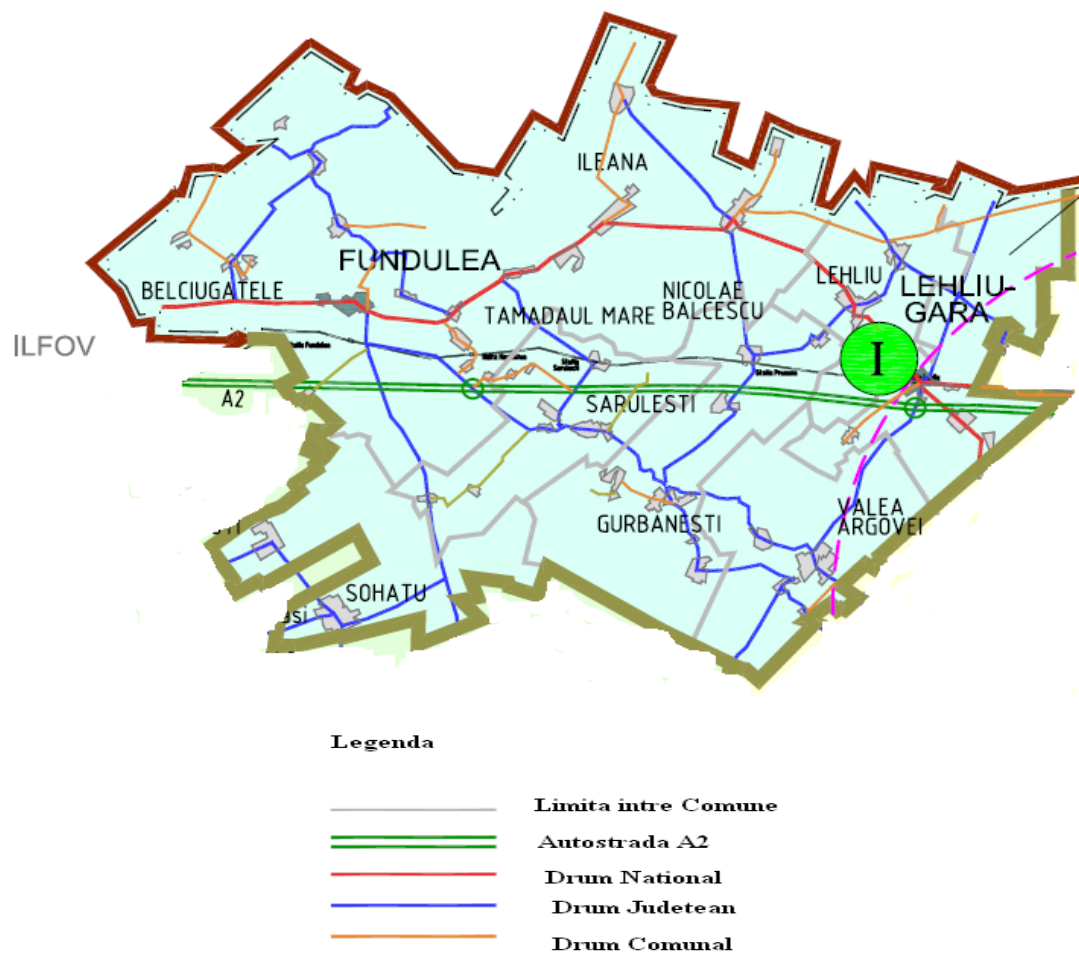 ILEANA
FUNDULEA
LEHLIU
LEHLIU-
GARA
BELCIUGATELE
NICOLAE
BALCESCU
TAMADAUL MARE
ILFOV
I
A2
SARULESTI
GURBANESTI
VALEA
ARGOVEI
SOHATU
Legenda
Limita intre Comune
Autostrada A2
Drum National
Drum Judetean
Drum Comunal